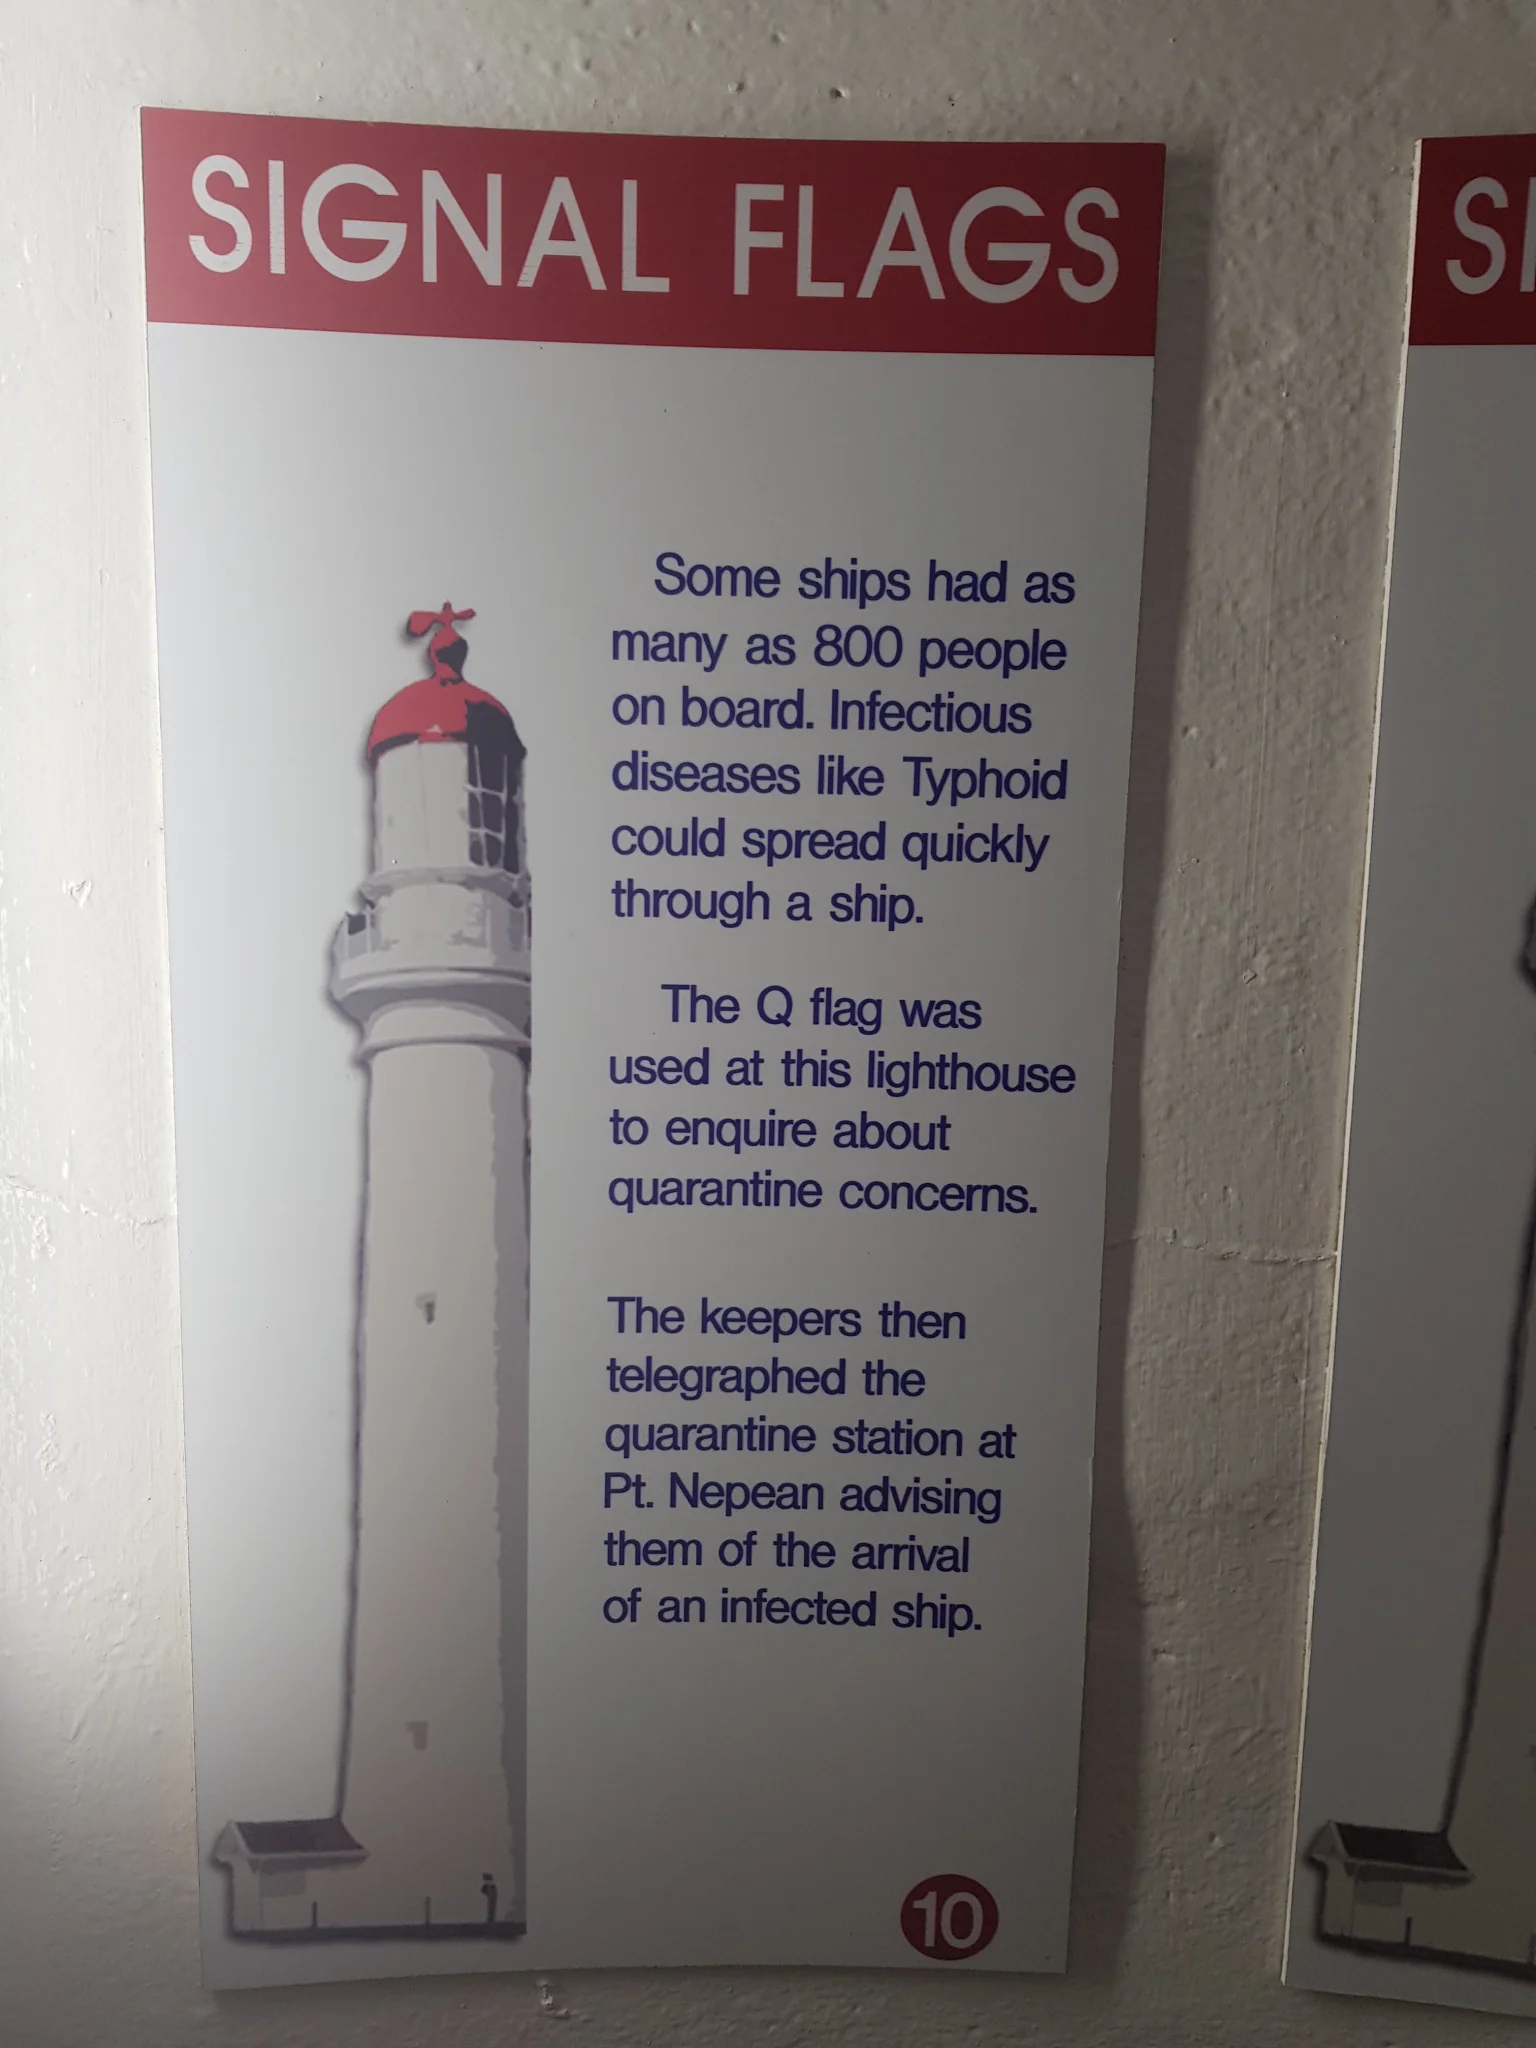 SIGNAL FLAGS
Some ships had as
many as 800 people
on board. Infectious
diseases like Typhoid
could spread quickly
through a ship.
The Q flag was
used at this lighthouse
to enquire about
quarantine concerns.
The keepers then
telegraphed the
quarantine station at
Pt. Nepean advising
them of the arrival
of an infected ship.
10